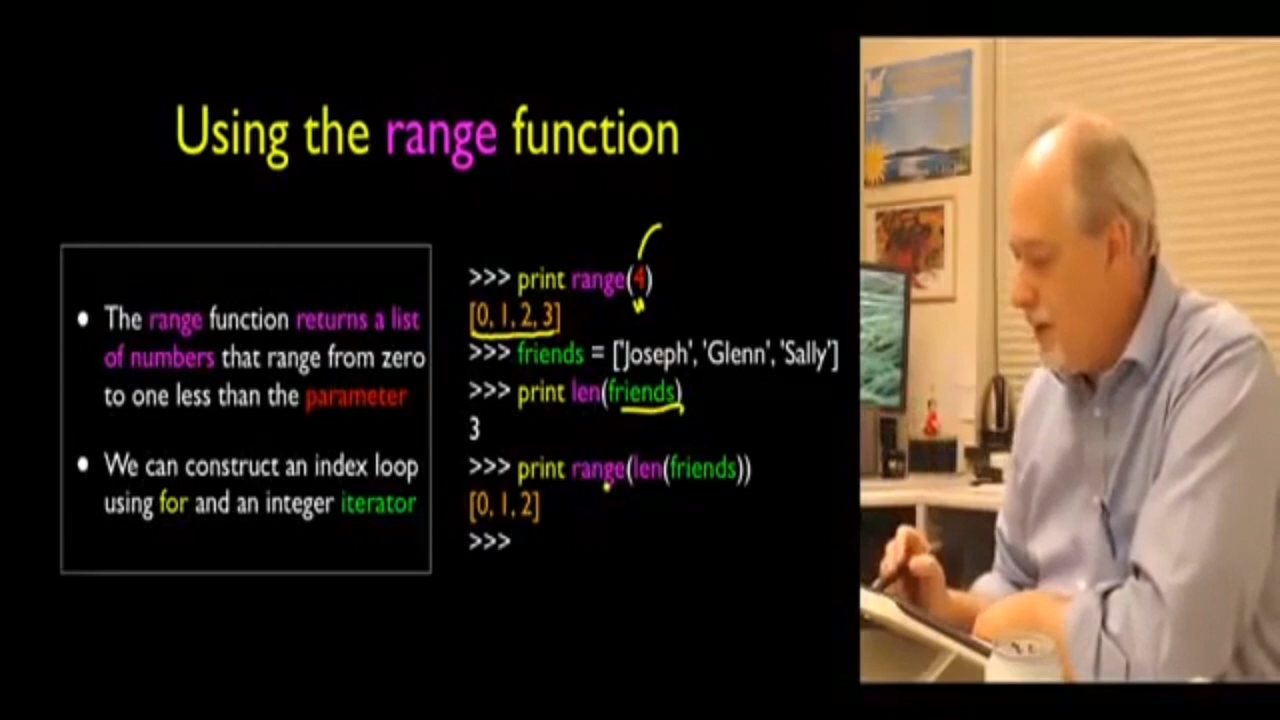 Using the range function
● The range function returns a list
of numbers that range from zero
to one less than the parameter
● We can construct an index loop
using for and an integer iterator
>>> print range(4)
[0, 1, 2, 3]
>>> friends = ['Joseph', 'Glenn', 'Sally']
>>> print len(friends)
3
>>> print range(len(friends))
[0, 1, 2]
>>>